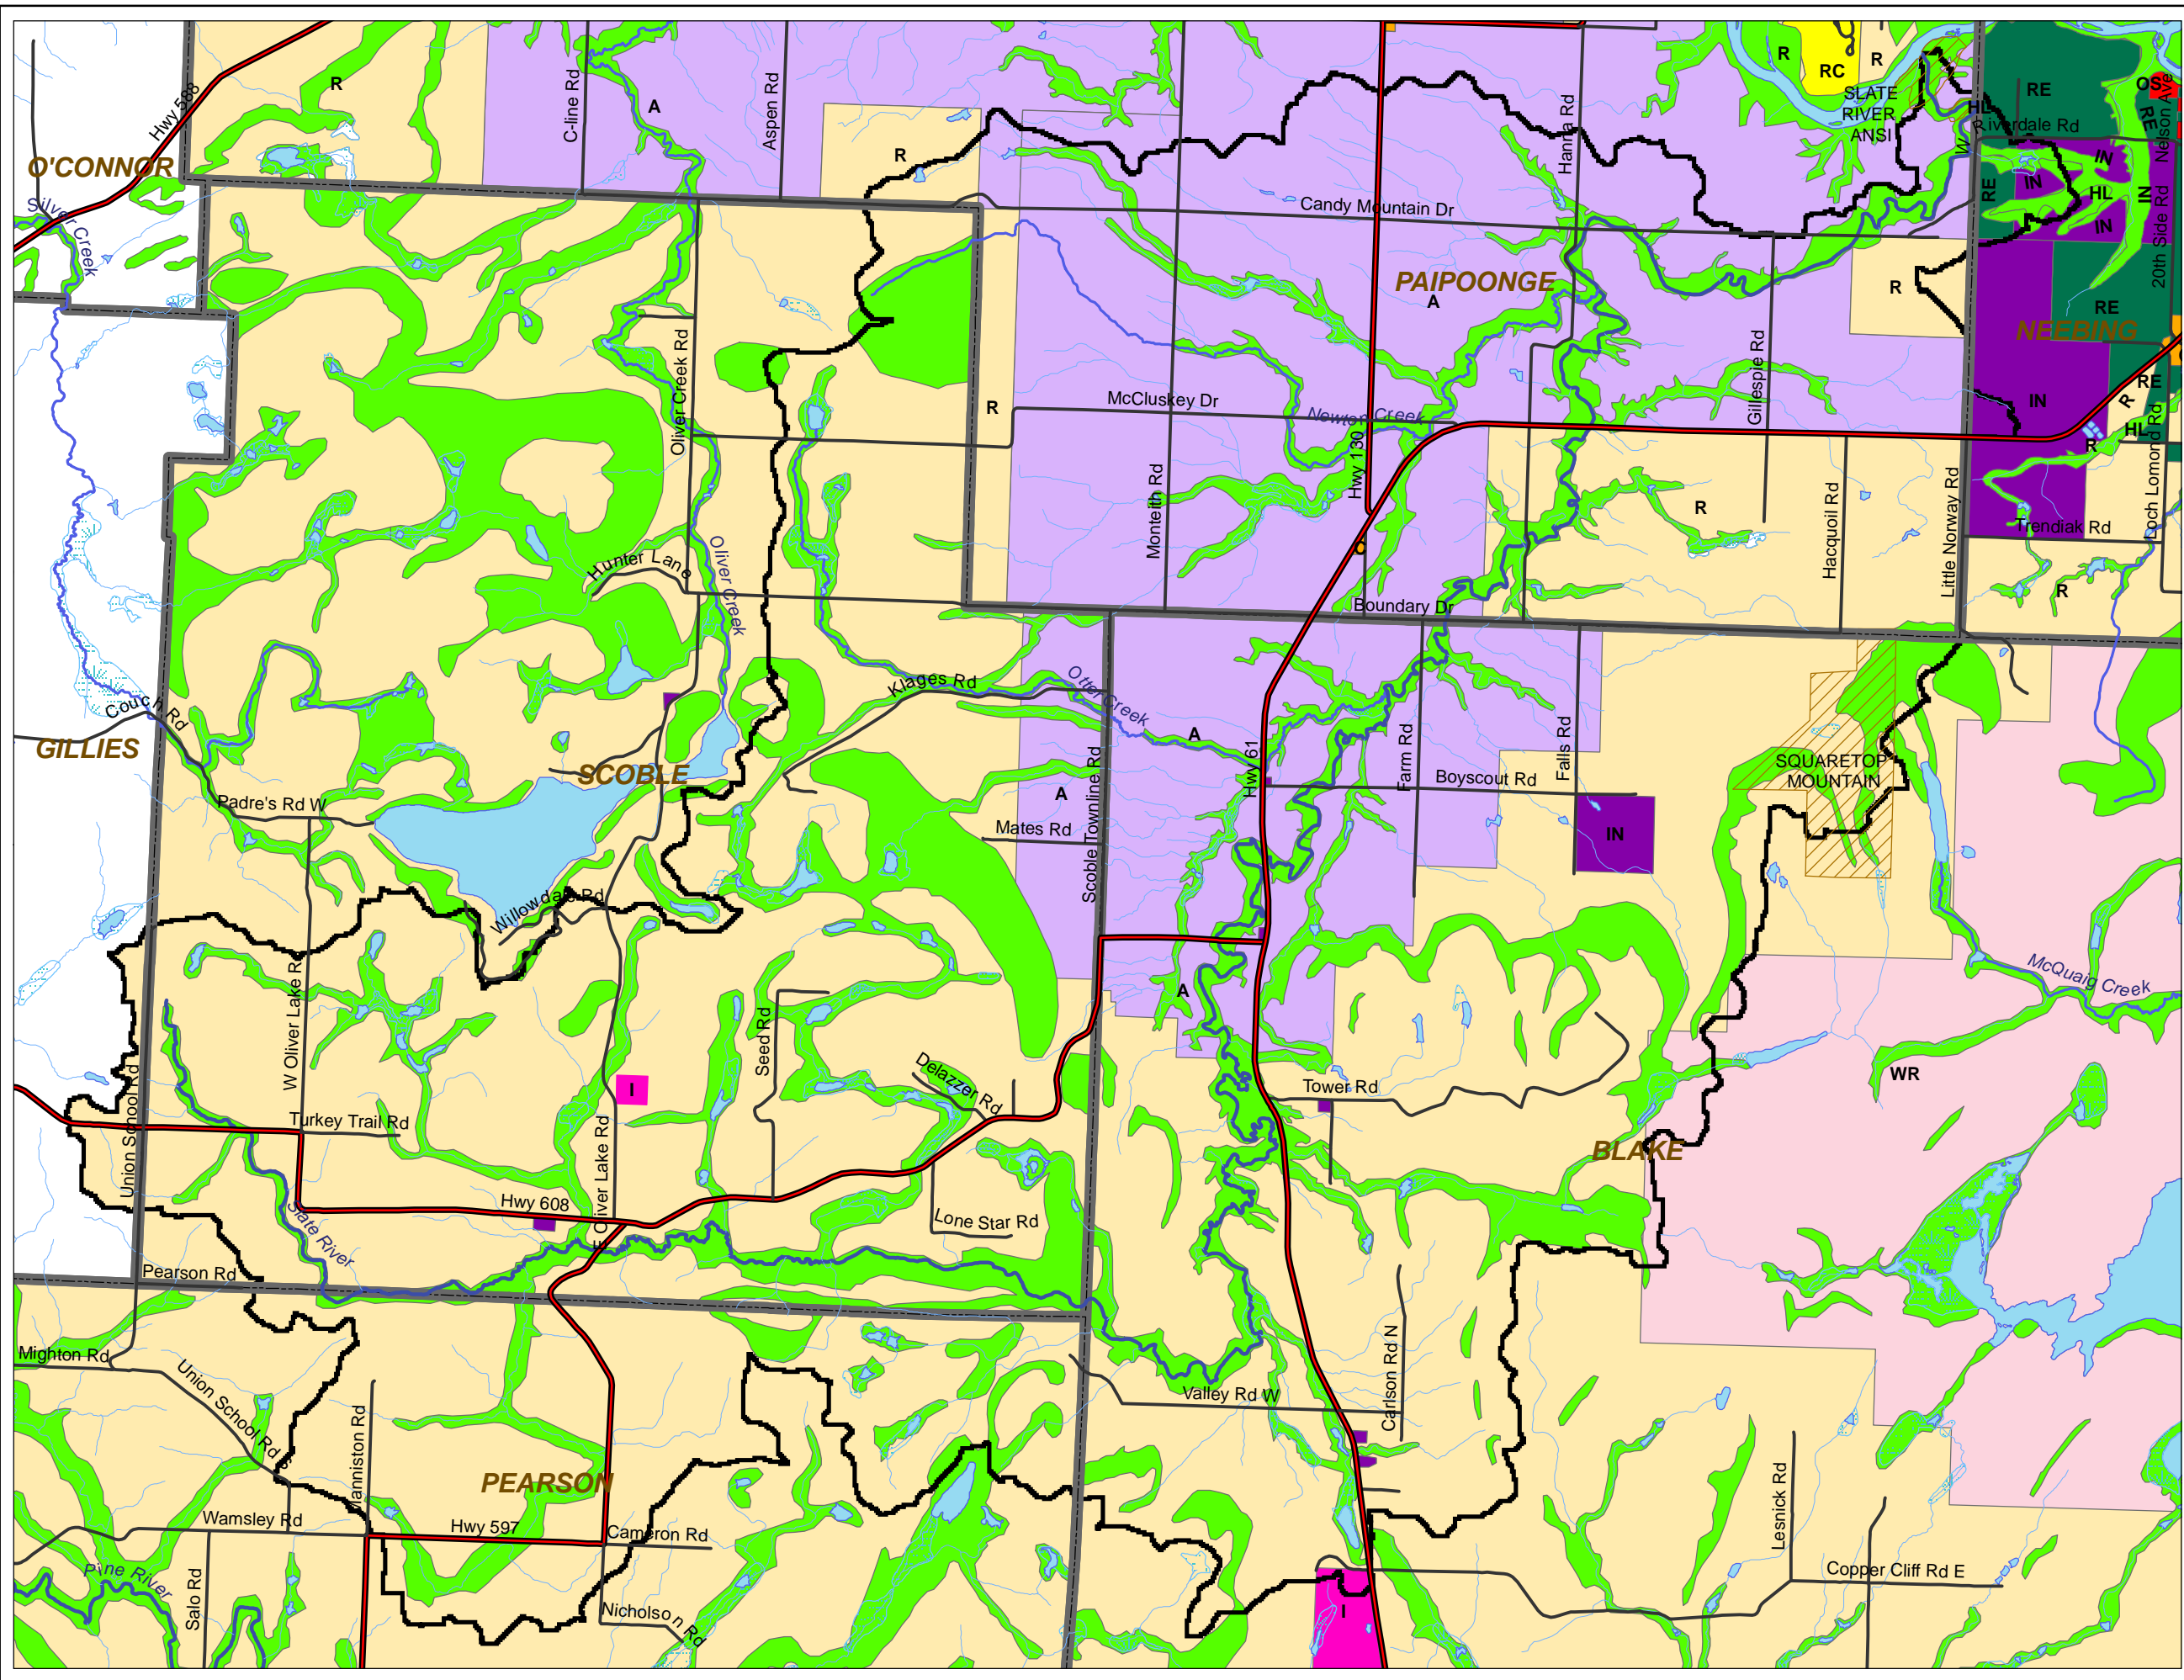 R
A
C-line Rd
Aspen Rd
Hwy 588
O'CONNOR
Silver Creek
R
Hanna Rd
R
RC
R
SLATE
RIVER
ANSI
HL
RE
OS
RE
Riverdale Rd
Nelson Ave
IN
IN
RE
HL
IN
IN
20th Side Rd
Candy Mountain Dr
PAIPOONGE
A
R
RE
NEEBING
Oliver Creek Rd
McCluskey Dr
Newton Creek
Gillespie Rd
R
IN
RE
R
HL
R
Loch Lomond Rd
Monteith Rd
Hwy 130
R
Hacquoil Rd
Little Norway Rd
Trendiak Rd
R
Hunter Lane
Oliver Creek
Boundary Dr
Couch Rd
GILLIES
Klages Rd
Otter Creek
A
Hwy 61
Farm Rd
Falls Rd
Boyscout Rd
SQUARETOP
MOUNTAIN
SCOBLE
Padre's Rd W
A
Mates Rd
Scoble Townline Rd
IN
Willowdale Rd
W Oliver Lake Rd
McQuaig Creek
A
Seed Rd
Delazzer Rd
I
Tower Rd
WR
Turkey Trail Rd
Union School Rd
E Oliver Lake Rd
BLAKE
Hwy 608
Lone Star Rd
Slate River
Pearson Rd
Mighton Rd
Union School Rd S
Manniston Rd
Valley Rd W
Carlson Rd N
PEARSON
Lesnick Rd
Wamsley Rd
Hwy 597
Cameron Rd
Copper Cliff Rd E
Pine River
Salo Rd
Nicholson Rd
I